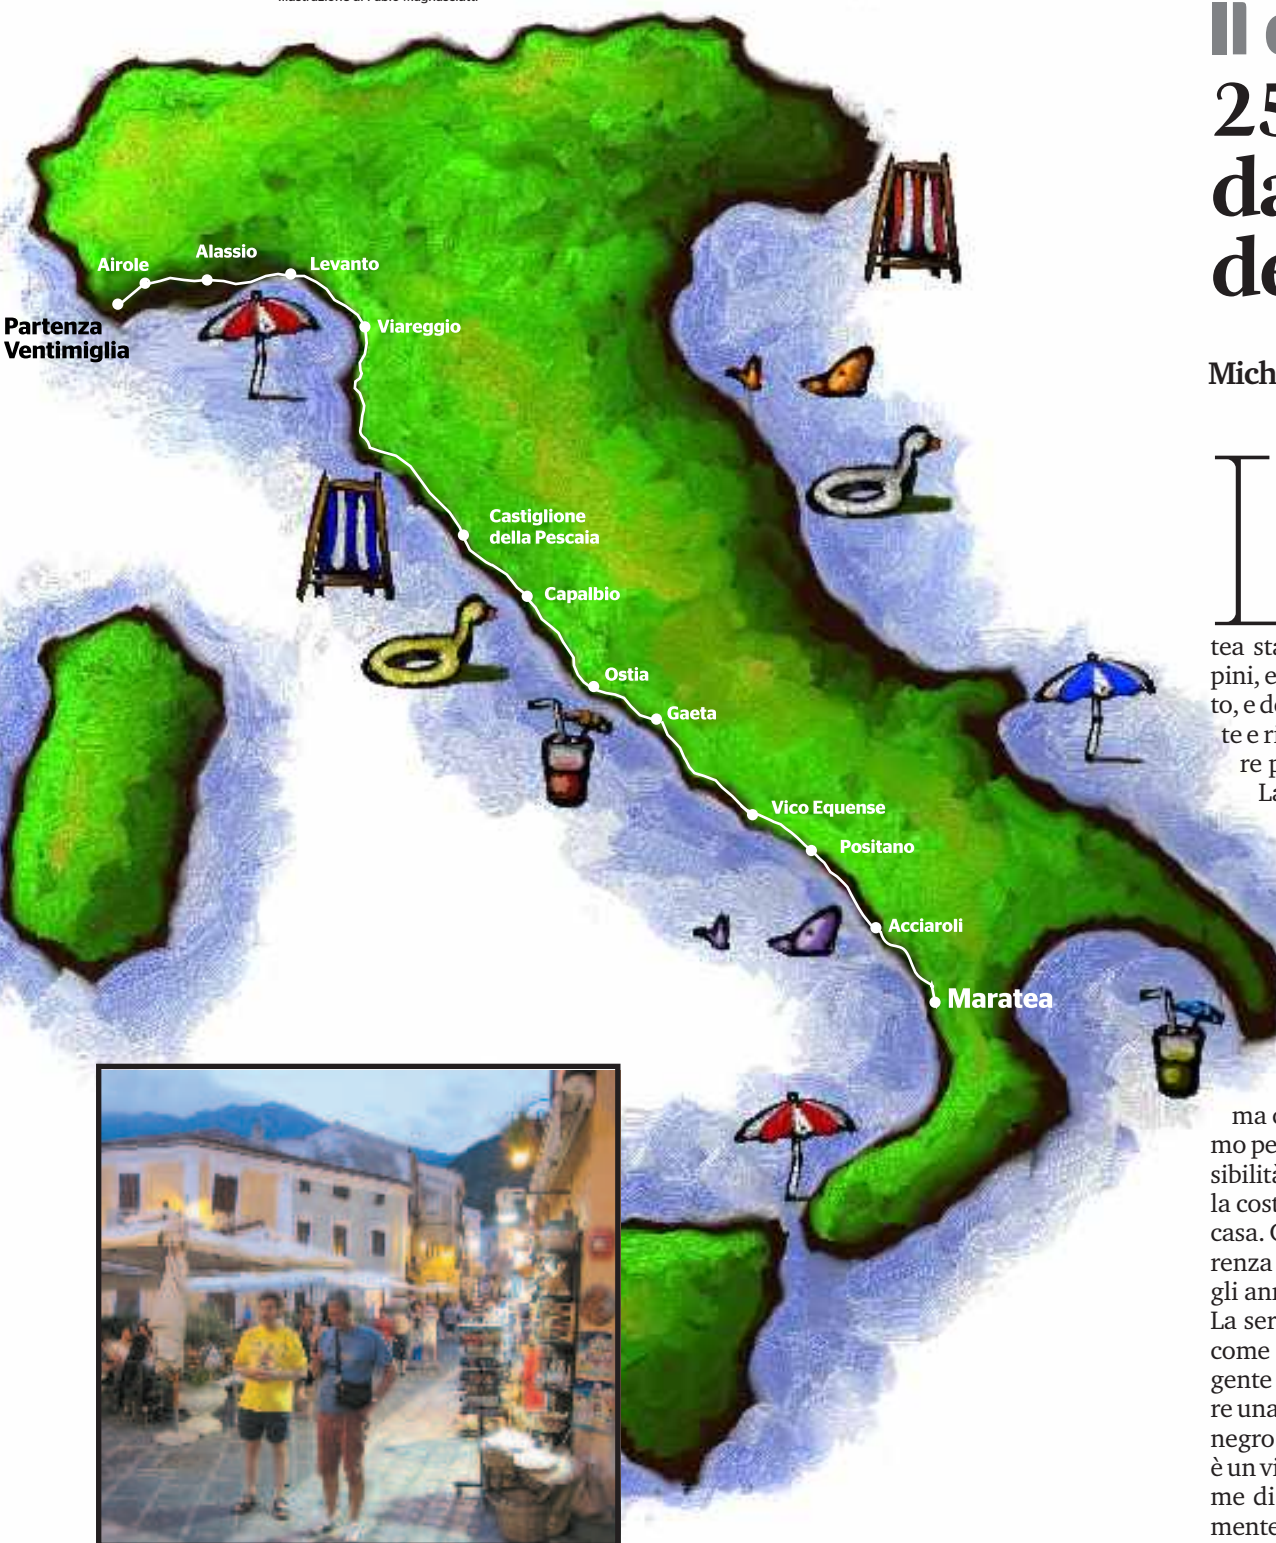 Airole
Alassio
Levanto
Partenza
Ventimiglia
Viareggio
Castiglione
della Pescaia
Capalbio
Ostia
Gaeta
Vico Equense
Positano
Acciaroli
Maratea
Il
25
da
de
Mich
I
tea sta
pini, e
to, e de
te e ri
re p
La
ma
mo pe
sibilità
la cost
casa.
renza
gli ann
La ser
come
gente
re una
negro
è un vi
me di
mente